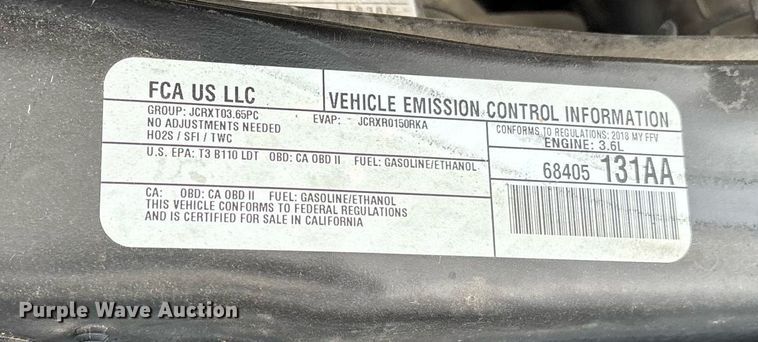 FCA US LLC
VEHICLE EMISSION CONTROL INFORMATION
GROUP: JCRXT03.65PC EVAP: JCRXR0150RKA
CONFORMS TO REGULATIONS: 2018 MY FFV
NO ADJUSTMENTS NEEDED
ENGINE: 3.6L
HO2S / SFI / TWC
U.S. EPA: T3 B110 LDT OBD: CA OBD II FUEL: GASOLINE/ETHANOL
68405 131AA
CA: OBD: CA OBD II FUEL: GASOLINE/ETHANOL
THIS VEHICLE CONFORMS TO FEDERAL REGULATIONS
AND IS CERTIFIED FOR SALE IN CALIFORNIA
Purple Wave Auction